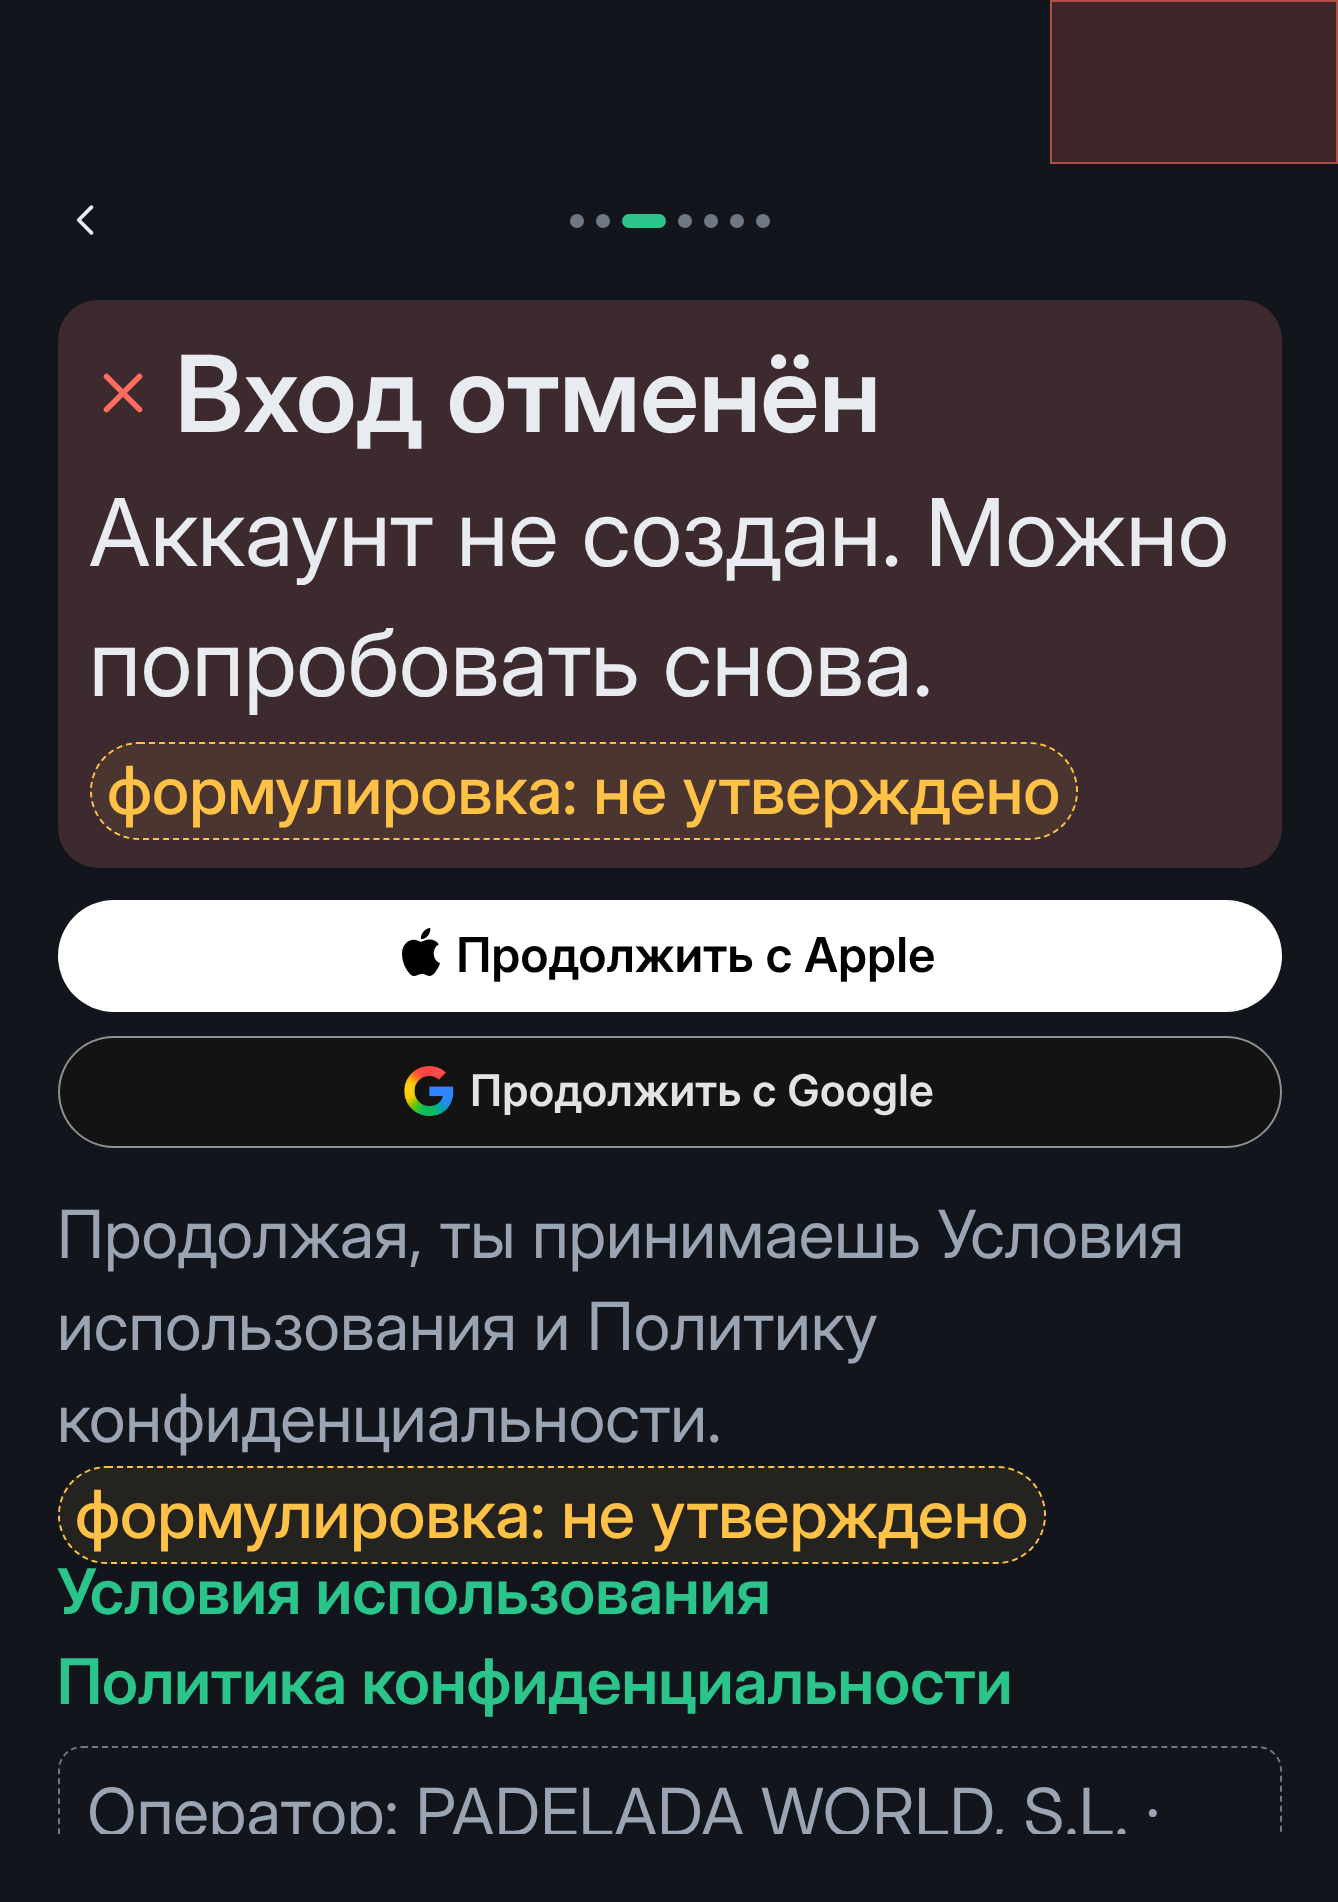 Вход отменён
Аккаунт не создан. Можно
попробовать снова.
формулировка: не утверждено
Продолжить с Apple
Продолжить с Google
Продолжая, ты принимаешь Условия
использования и Политику
конфиденциальности.
формулировка: не утверждено
Условия использования
Политика конфиденциальности
Оператор: PADELADA WORLD, S.L. ·